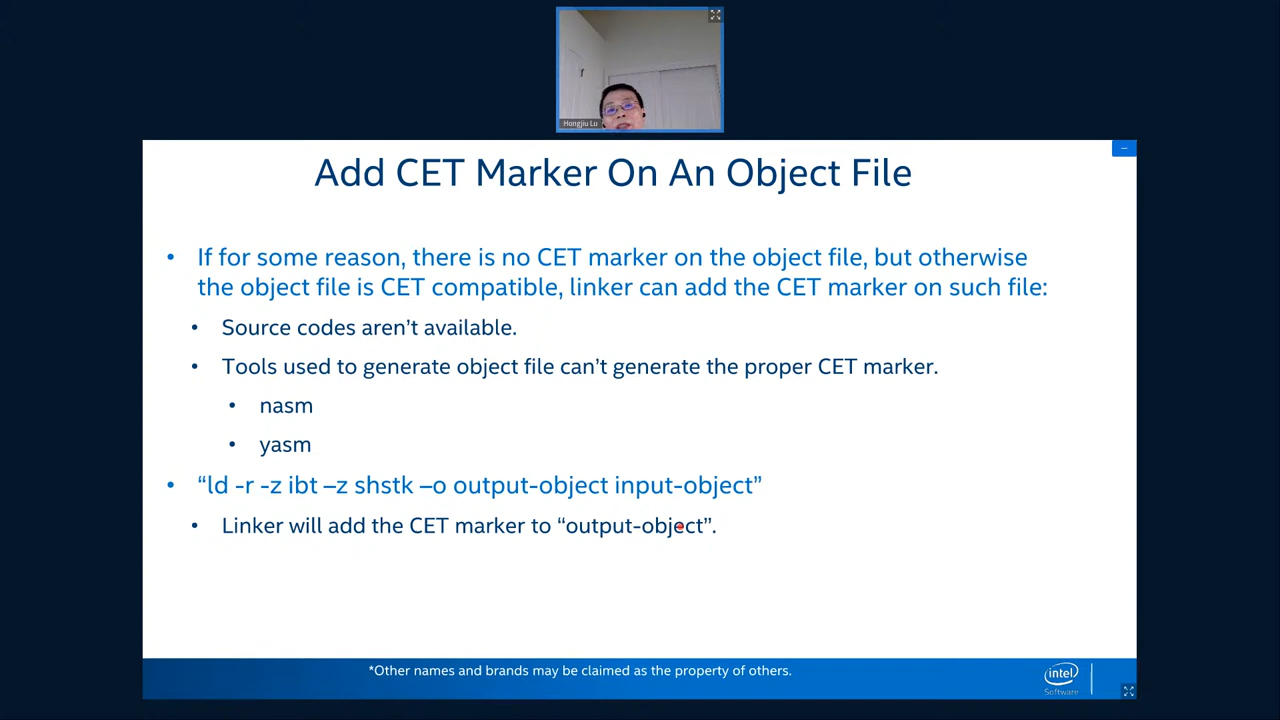 Hongjiu Lu
Add CET Marker On An Object File
• If for some reason, there is no CET marker on the object file, but otherwise
the object file is CET compatible, linker can add the CET marker on such file:
• Source codes aren’t available.
• Tools used to generate object file can’t generate the proper CET marker.
• nasm
• yasm
• “ld -r -z ibt –z shstk –o output-object input-object”
• Linker will add the CET marker to “output-object”.
*Other names and brands may be claimed as the property of others.
intel
Software